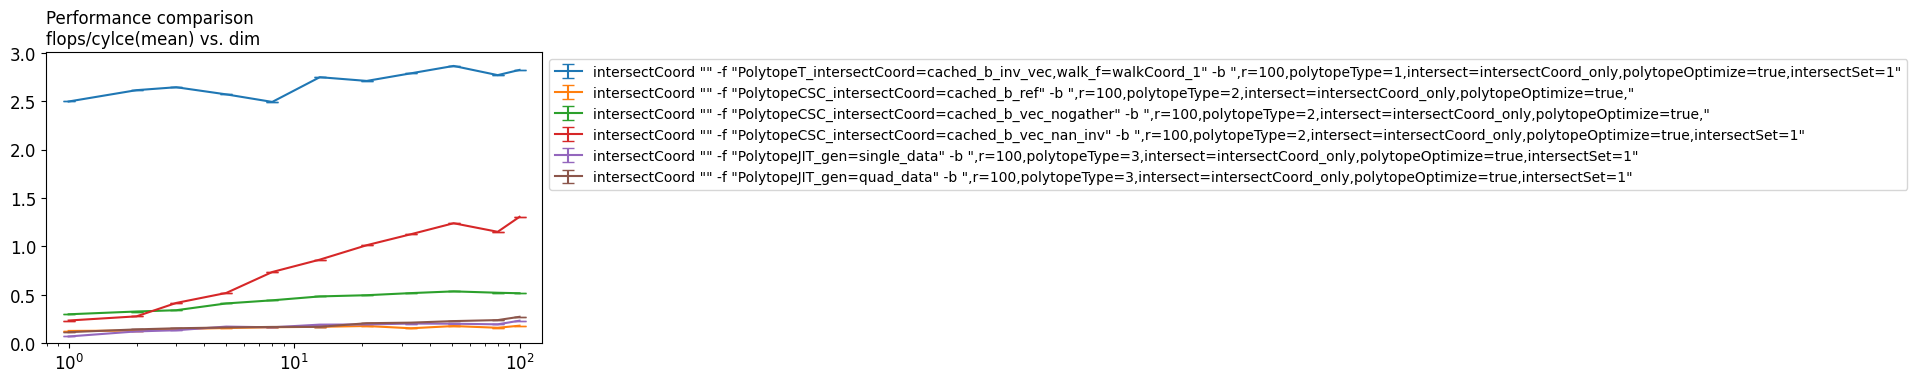 Performance comparison
flops/cylce(mean) vs. dim
3.0
2.5
2.0
1.5
1.0
0.5
0.0
10^0
10^1
10^2
intersectCoord "" -f "PolytopeT_intersectCoord=cached_b_inv_vec,walk_f=walkCoord_1" -b ",r=100,polytopeType=1,intersect=intersectCoord_only,polytopeOptimize=true,intersectSet=1"
intersectCoord "" -f "PolytopeCSC_intersectCoord=cached_b_ref" -b ",r=100,polytopeType=2,intersect=intersectCoord_only,polytopeOptimize=true,"
intersectCoord "" -f "PolytopeCSC_intersectCoord=cached_b_vec_nogather" -b ",r=100,polytopeType=2,intersect=intersectCoord_only,polytopeOptimize=true,"
intersectCoord "" -f "PolytopeCSC_intersectCoord=cached_b_vec_nan_inv" -b ",r=100,polytopeType=2,intersect=intersectCoord_only,polytopeOptimize=true,intersectSet=1"
intersectCoord "" -f "PolytopeJIT_gen=single_data" -b ",r=100,polytopeType=3,intersect=intersectCoord_only,polytopeOptimize=true,intersectSet=1"
intersectCoord "" -f "PolytopeJIT_gen=quad_data" -b ",r=100,polytopeType=3,intersect=intersectCoord_only,polytopeOptimize=true,intersectSet=1"